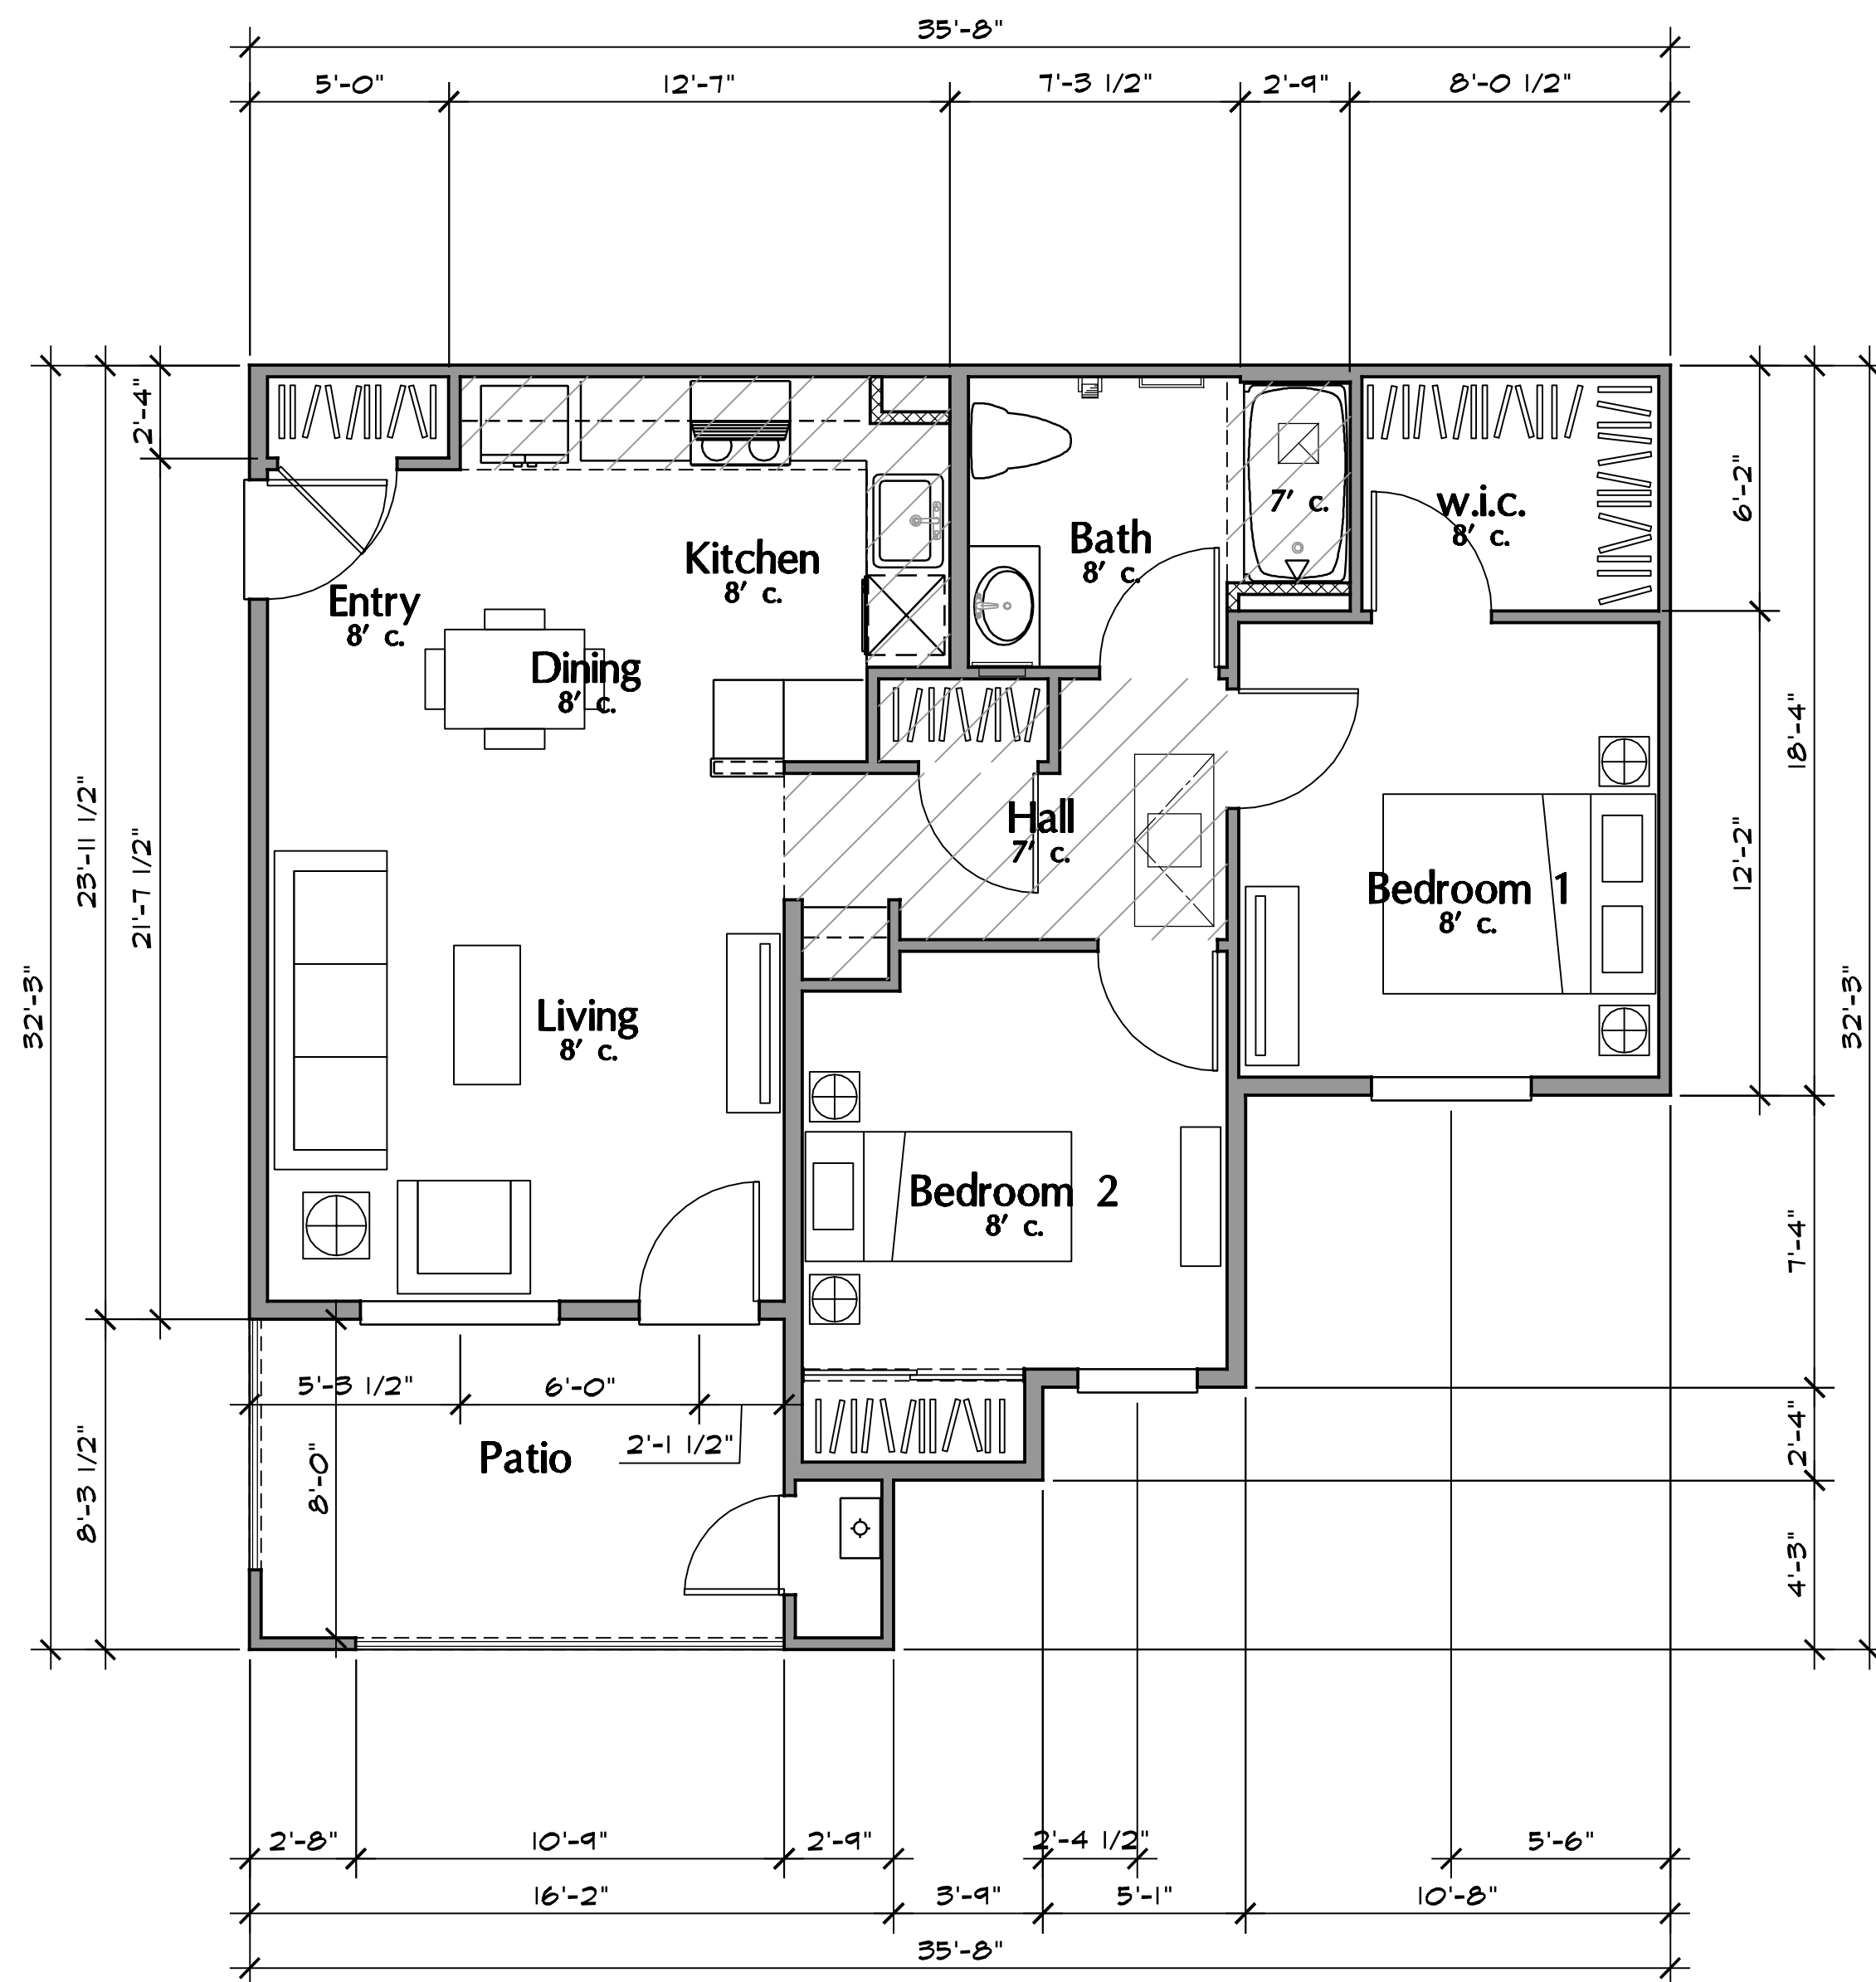 35'-8"
5'-0" 12'-7" 7'-3 1/2" 2'-9" 8'-0 1/2"
2'-4"
6'-2"
7' c.
w.i.c.
8' c.
Bath
8' c.
Kitchen
8' c.
Entry
8' c.
Dining
8' c.
18'-4"
23'-11 1/2"
21'-7 1/2"
12'-2"
Hall
7' c.
Bedroom 1
8' c.
32'-3"
32'-3"
Living
8' c.
Bedroom 2
8' c.
7'-4"
5'-3 1/2" 6'-0"
2'-1 1/2"
Patio
8'-0"
8'-3 1/2"
2'-4"
4'-3"
2'-8" 10'-9" 2'-9" 2'-4 1/2" 5'-6"
16'-2" 3'-9" 5'-1" 10'-8"
35'-8"